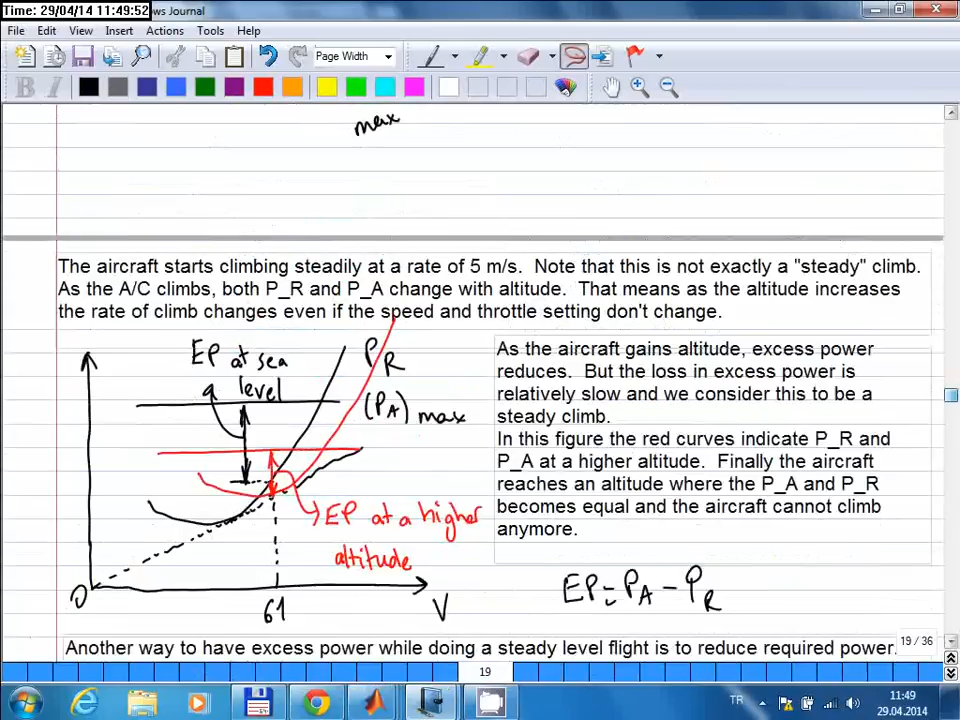 Time: 29/04/14 11:49:52
ws Journal
File Edit View Insert Actions Tools Help
Page Width
B I
max
The aircraft starts climbing steadily at a rate of 5 m/s. Note that this is not exactly a "steady" climb.
As the A/C climbs, both P_R and P_A change with altitude. That means as the altitude increases
the rate of climb changes even if the speed and throttle setting don't change.
EP at sea
level
P_R
(P_A) max
EP at a higher
altitude
0
61
V
As the aircraft gains altitude, excess power
reduces. But the loss in excess power is
relatively slow and we consider this to be a
steady climb.
In this figure the red curves indicate P_R and
P_A at a higher altitude. Finally the aircraft
reaches an altitude where the P_A and P_R
becomes equal and the aircraft cannot climb
anymore.
EP = P_A - P_R
19 / 36
Another way to have excess power while doing a steady level flight is to reduce required power.
19
TR
11:49
29.04.2014